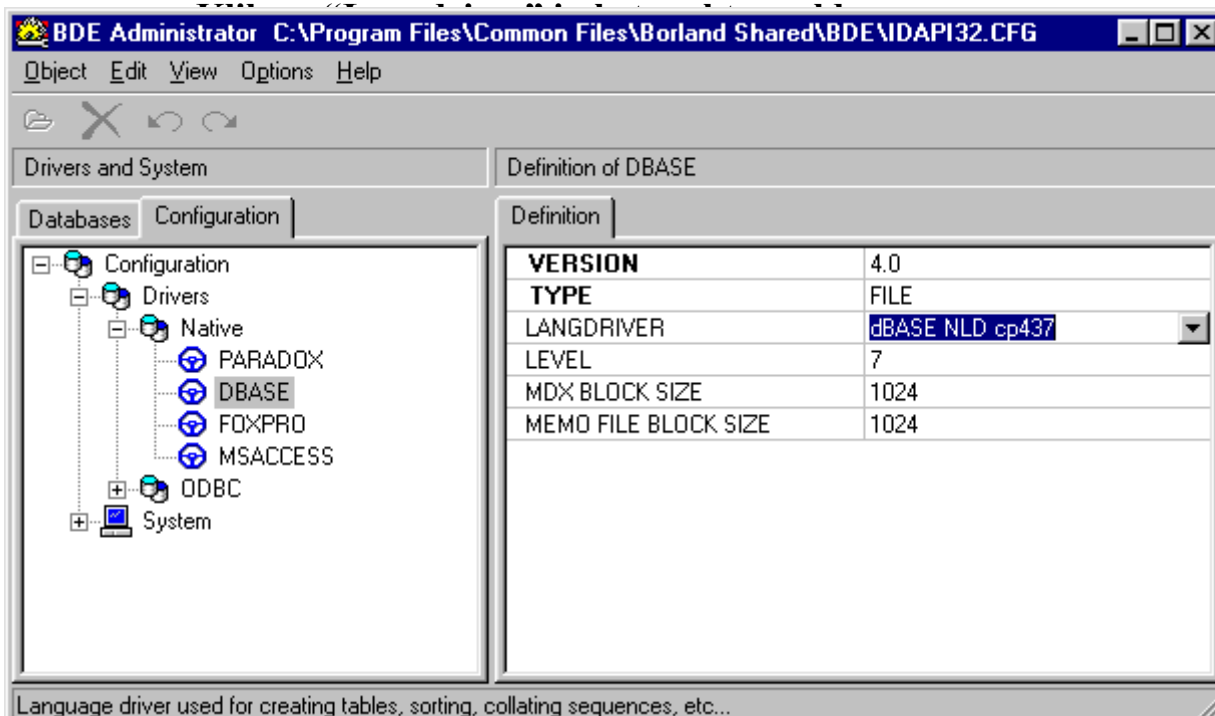 BDE Administrator C:\Program Files\Common Files\Borland Shared\BDE\IDAPI32.CFG
Object Edit View Options Help
Drivers and System
Definition of DBASE
Databases Configuration
Definition
Configuration
Drivers
Native
PARADOX
DBASE
FOXPRO
MSACCESS
ODBC
System
VERSION 4.0
TYPE FILE
LANGDRIVER dBASE NLD cp437
LEVEL 7
MDX BLOCK SIZE 1024
MEMO FILE BLOCK SIZE 1024
Language driver used for creating tables, sorting, collating sequences, etc...